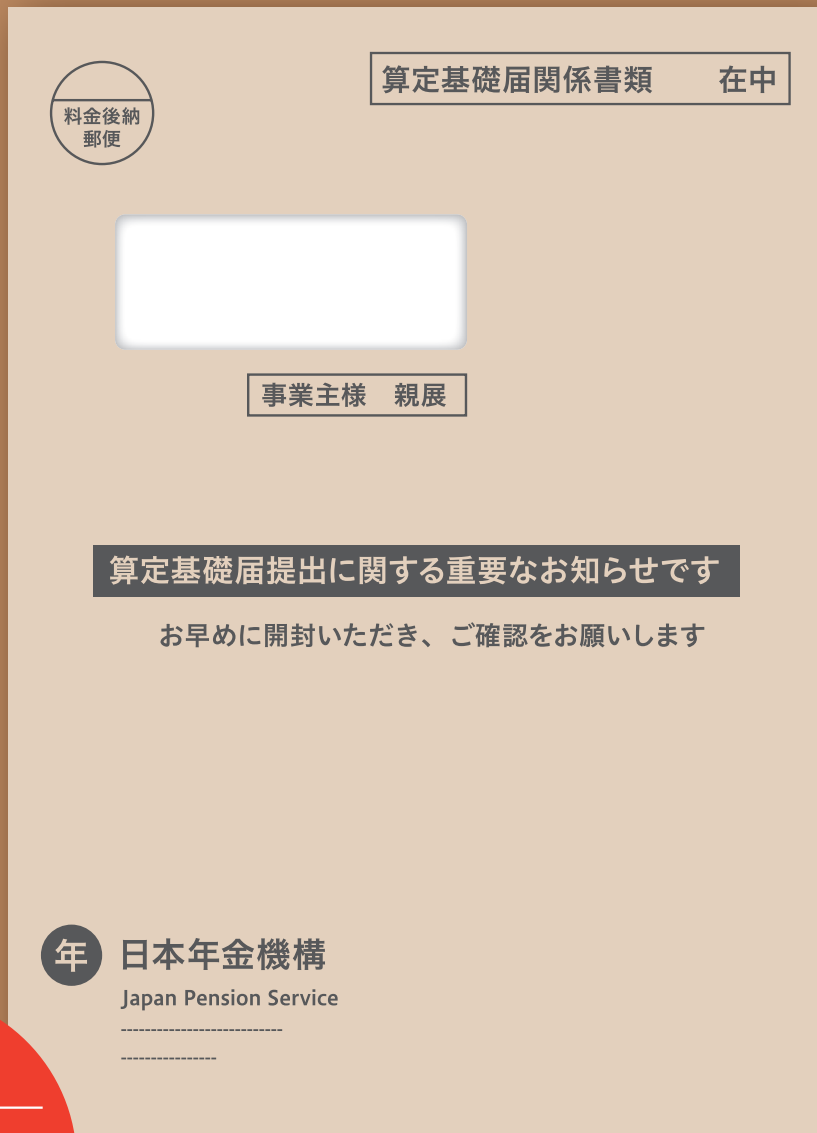 算定基礎届関係書類　　在中
料金後納
郵便
事業主様　親展
算定基礎届提出に関する重要なお知らせです
お早めに開封いただき、ご確認をお願いします
年 日本年金機構
Japan Pension Service
---------------------------
----------------